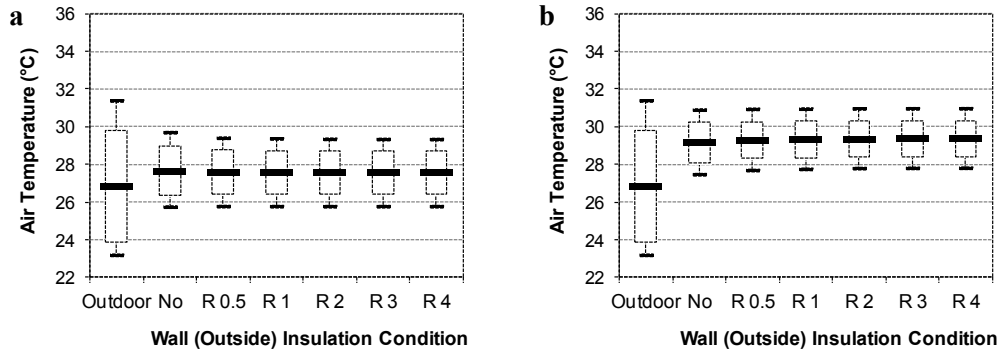 a
Air Temperature (°C)
36
34
32
30
28
26
24
22
Outdoor No R 0.5 R 1 R 2 R 3 R 4
Wall (Outside) Insulation Condition
b
Air Temperature (°C)
36
34
32
30
28
26
24
22
Outdoor No R 0.5 R 1 R 2 R 3 R 4
Wall (Outside) Insulation Condition